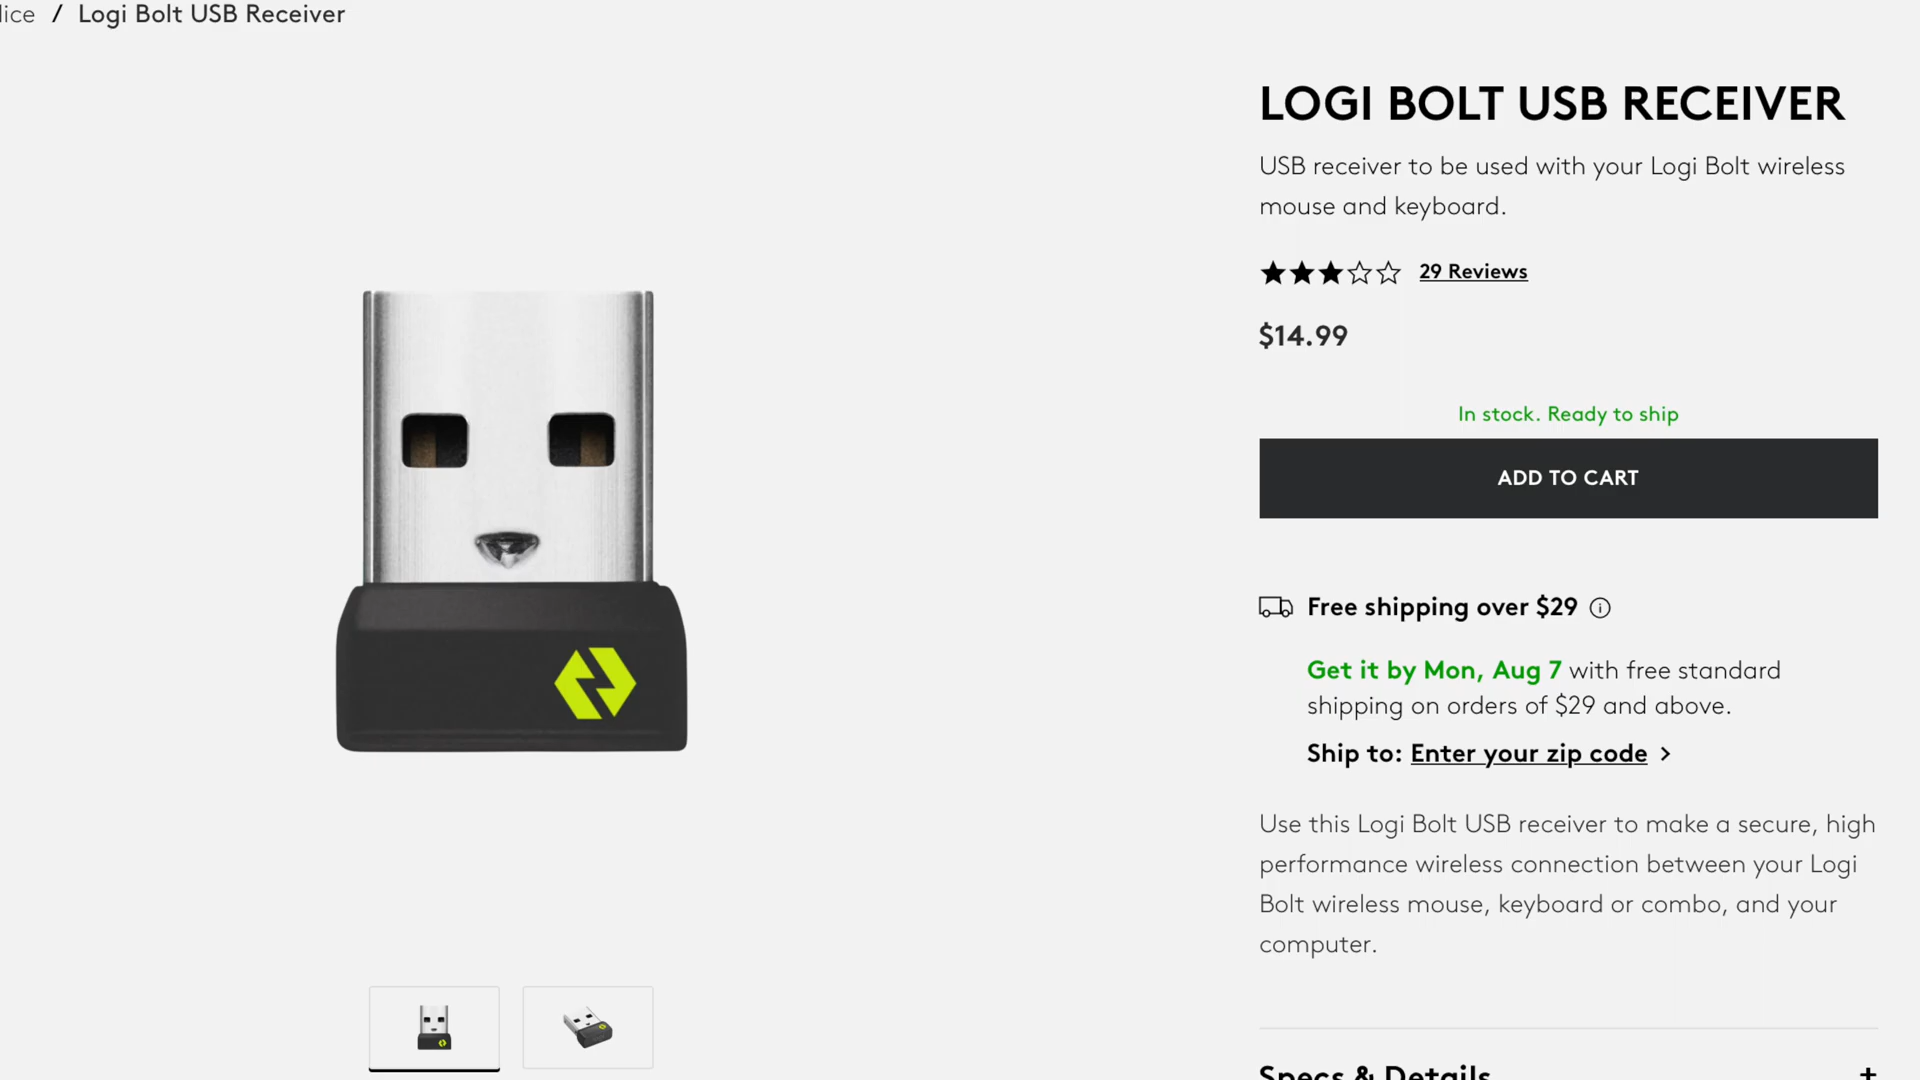 / Logi Bolt USB Receiver
LOGI BOLT USB RECEIVER
USB receiver to be used with your Logi Bolt wireless
mouse and keyboard.
29 Reviews
$14.99
In stock. Ready to ship
ADD TO CART
Free shipping over $29
Get it by Mon, Aug 7 with free standard
shipping on orders of $29 and above.
Ship to: Enter your zip code >
Use this Logi Bolt USB receiver to make a secure, high
performance wireless connection between your Logi
Bolt wireless mouse, keyboard or combo, and your
computer.
Specs & Details +